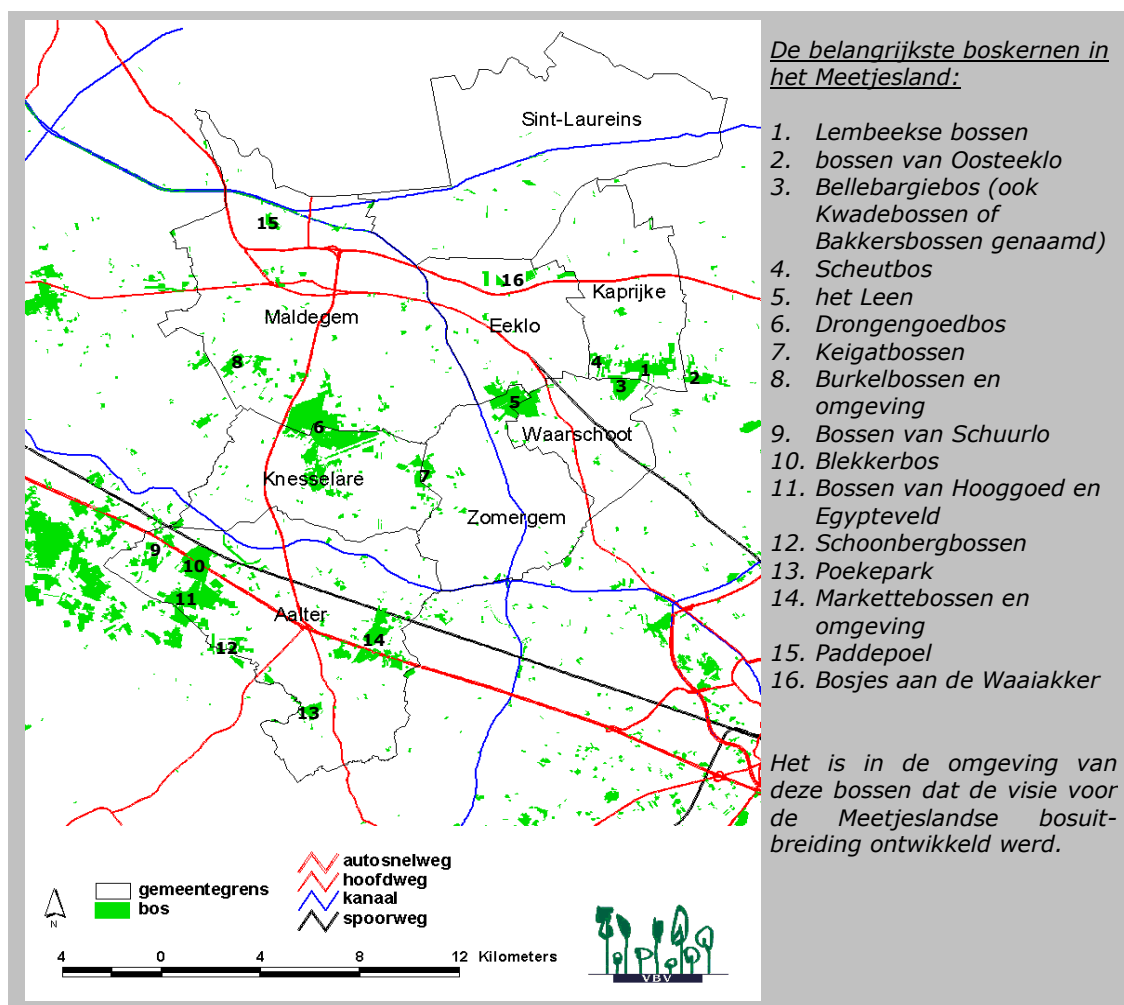 De belangrijkste boskernen in
het Meetjesland:
1. Lembeekse bossen
2. bossen van Oosteeklo
3. Bellebargiebos (ook
Kwadebossen of
Bakkersbossen genaamd)
4. Scheutbos
5. het Leen
6. Drongengoedbos
7. Keigatbossen
8. Burkelbossen en
omgeving
9. Bossen van Schuurlo
10. Blekkerbos
11. Bossen van Hooggoed en
Egypteveld
12. Schoonbergbossen
13. Poekepark
14. Markettebossen en
omgeving
15. Paddepoel
16. Bosjes aan de Waaiakker
Het is in de omgeving van
deze bossen dat de visie voor
de Meetjeslandse bosuit-
breiding ontwikkeld werd.
Sint-Laureins
15
16
Kaprijke
Maldegem
Eeklo
8
4
1
2
3
5
6
Waarschoot
7
Knesselare
Zomergem
9
10
11
Aalter
12
14
13
autosnelweg
hoofdweg
kanaal
spoorweg
gemeentegrens
bos
N
4 0 4 8 12 Kilometers
VBV